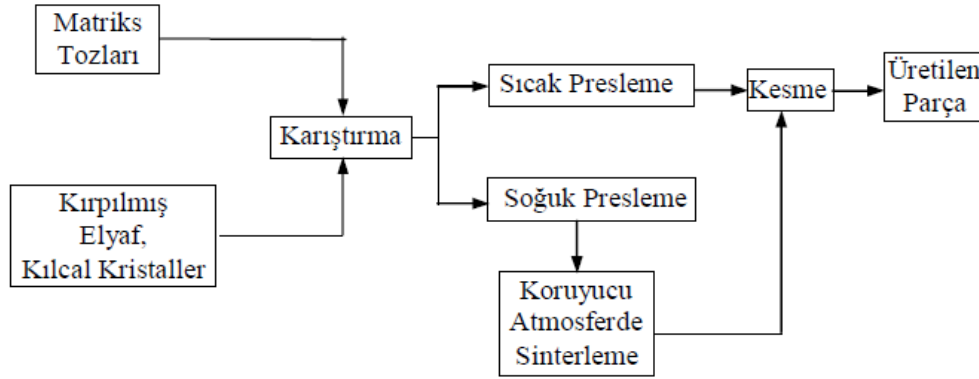 Matriks
Tozları
Kırpılmış
Elyaf,
Kılcal Kristaller
Karıştırma
Sıcak Presleme
Soğuk Presleme
Koruyucu
Atmosferde
Sinterleme
Kesme
Üretilen
Parça